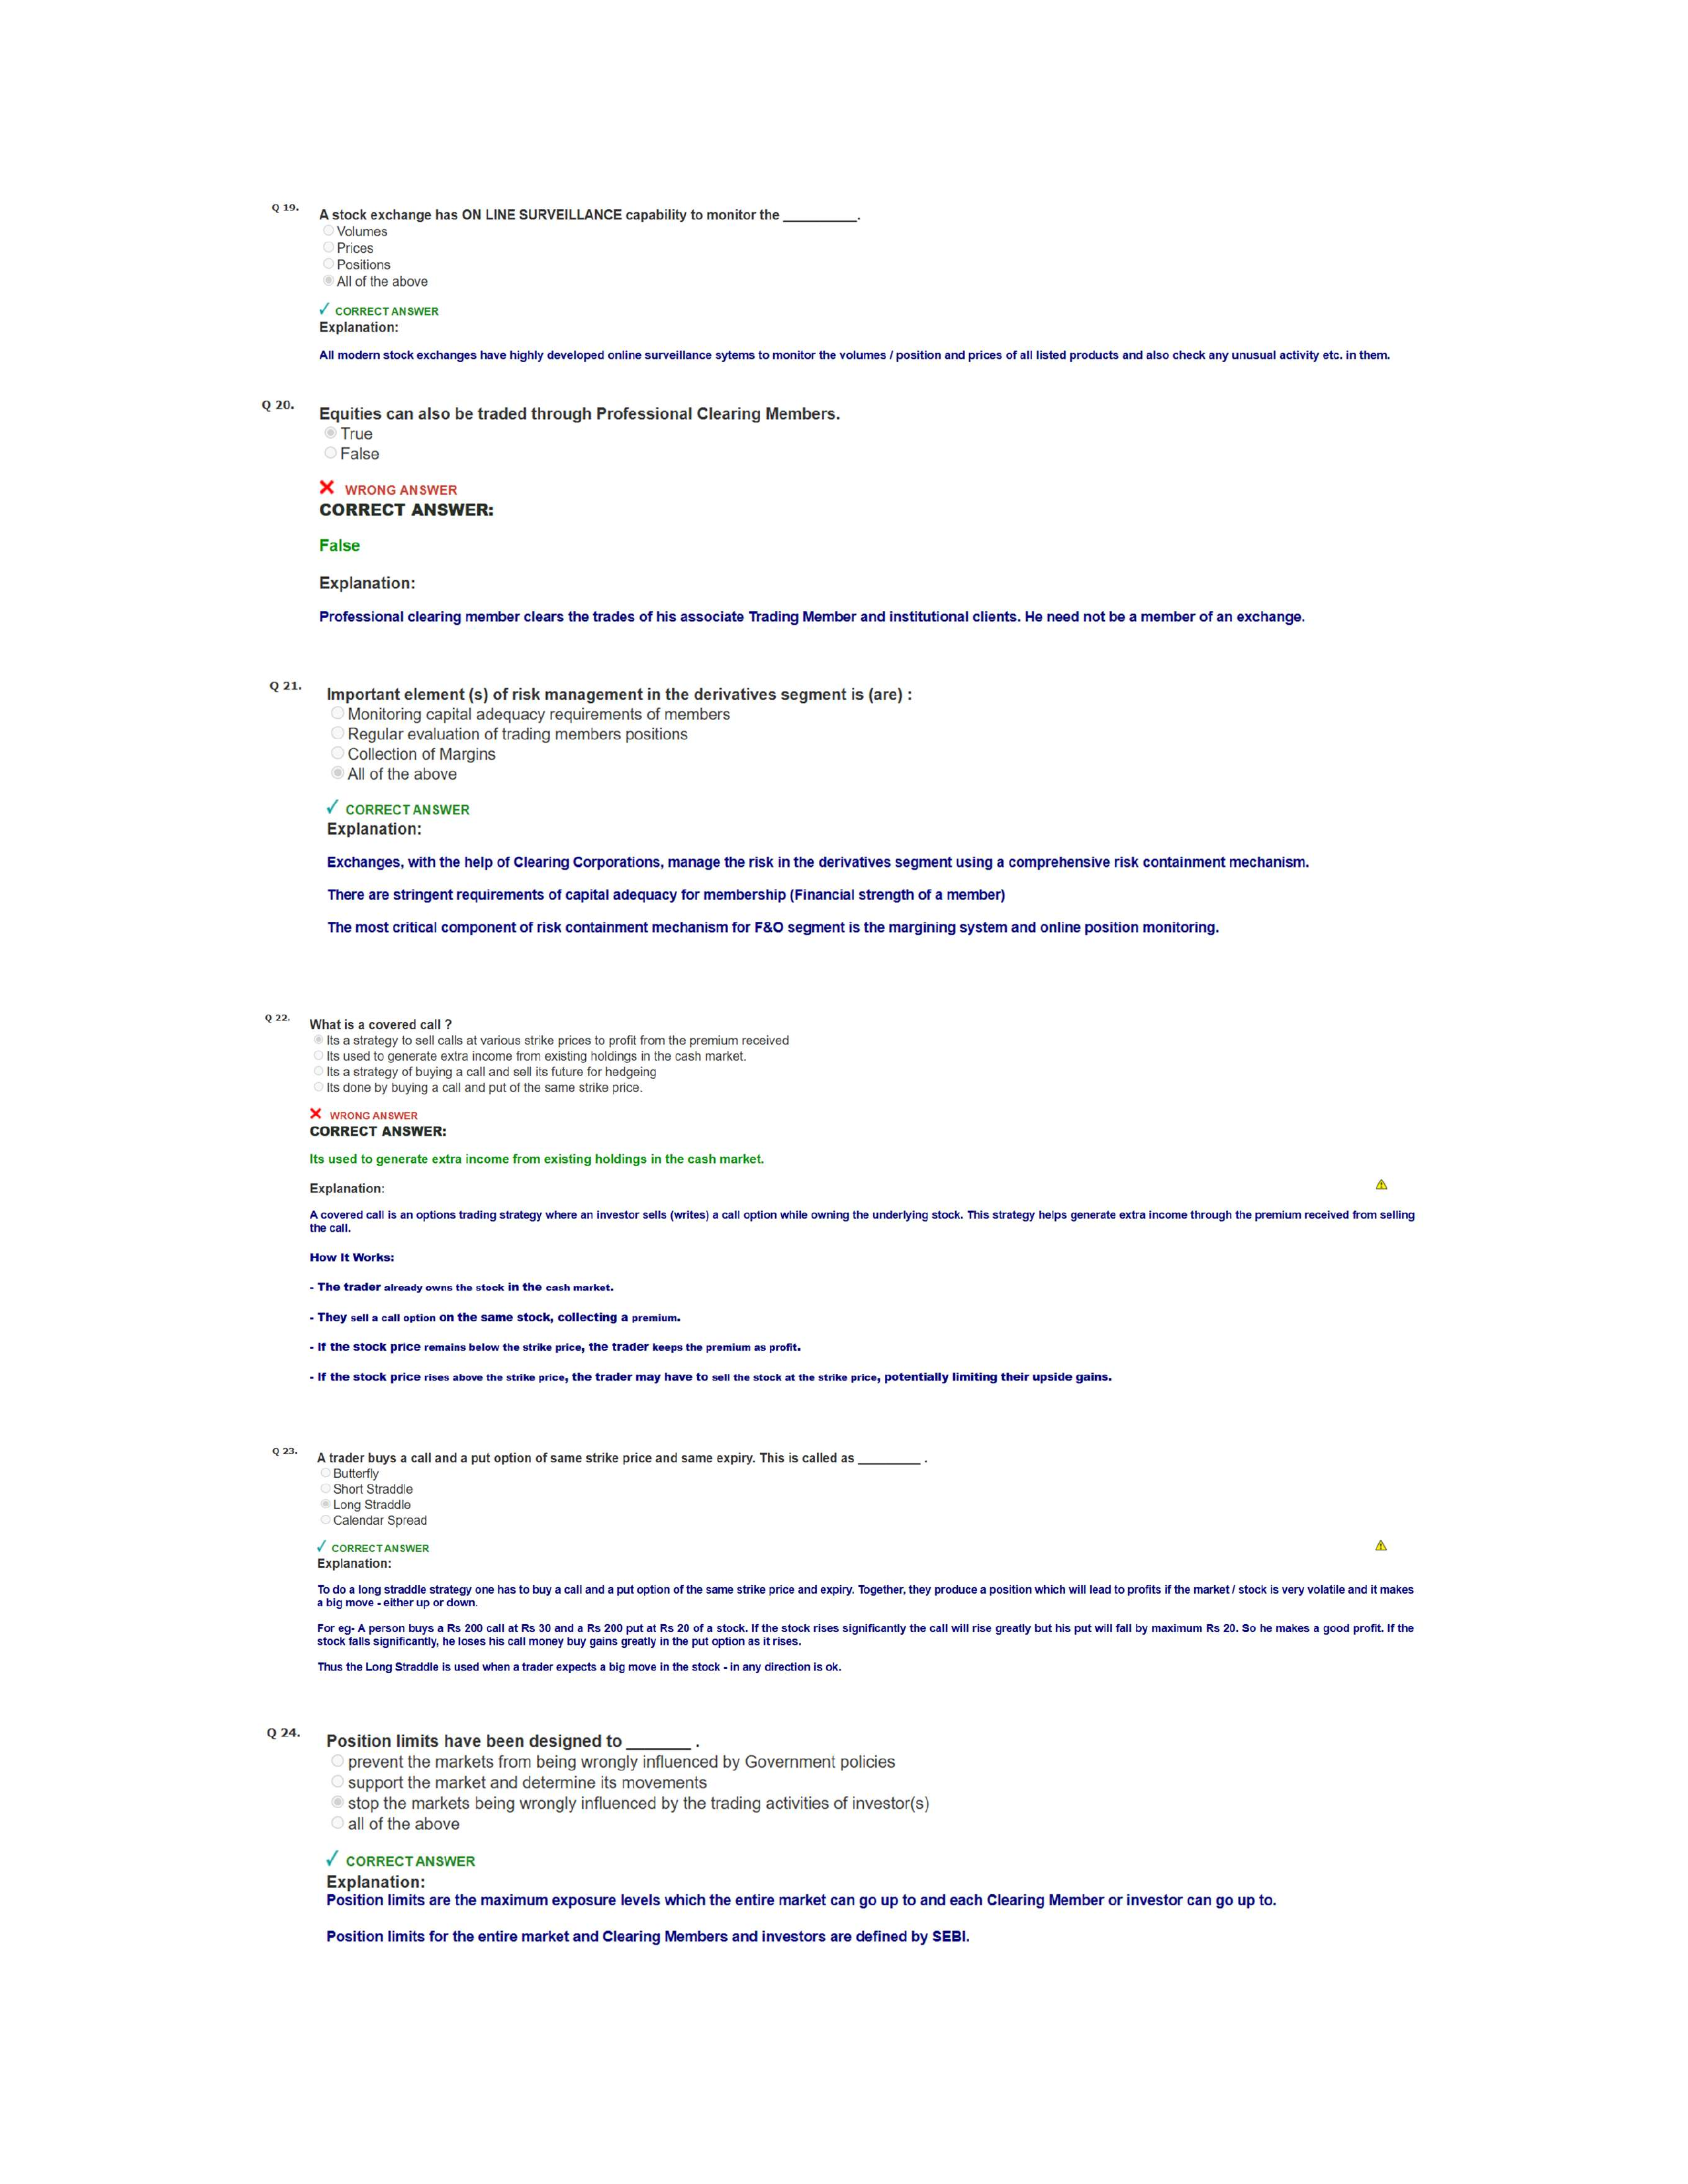 Q 19.
A stock exchange has ON LINE SURVEILLANCE capability to monitor the __________.
Volumes
Prices
Positions
All of the above
✓ CORRECT ANSWER
Explanation:
All modern stock exchanges have highly developed online surveillance sytems to monitor the volumes / position and prices of all listed products and also check any unusual activity etc. in them.
Q 20.
Equities can also be traded through Professional Clearing Members.
True
False
✕ WRONG ANSWER
CORRECT ANSWER:
False
Explanation:
Professional clearing member clears the trades of his associate Trading Member and institutional clients. He need not be a member of an exchange.
Q 21.
Important element (s) of risk management in the derivatives segment is (are) :
Monitoring capital adequacy requirements of members
Regular evaluation of trading members positions
Collection of Margins
All of the above
✓ CORRECT ANSWER
Explanation:
Exchanges, with the help of Clearing Corporations, manage the risk in the derivatives segment using a comprehensive risk containment mechanism.
There are stringent requirements of capital adequacy for membership (Financial strength of a member)
The most critical component of risk containment mechanism for F&O segment is the margining system and online position monitoring.
Q 22.
What is a covered call ?
Its a strategy to sell calls at various strike prices to profit from the premium received
Its used to generate extra income from existing holdings in the cash market.
Its a strategy of buying a call and sell its future for hedgeing
Its done by buying a call and put of the same strike price.
✕ WRONG ANSWER
CORRECT ANSWER:
Its used to generate extra income from existing holdings in the cash market.
Explanation:
A covered call is an options trading strategy where an investor sells (writes) a call option while owning the underlying stock. This strategy helps generate extra income through the premium received from selling
the call.
How It Works:
- The trader already owns the stock in the cash market.
- They sell a call option on the same stock, collecting a premium.
- If the stock price remains below the strike price, the trader keeps the premium as profit.
- If the stock price rises above the strike price, the trader may have to sell the stock at the strike price, potentially limiting their upside gains.
Q 23.
A trader buys a call and a put option of same strike price and same expiry. This is called as _________ .
Butterfly
Short Straddle
Long Straddle
Calendar Spread
✓ CORRECT ANSWER
Explanation:
To do a long straddle strategy one has to buy a call and a put option of the same strike price and expiry. Together, they produce a position which will lead to profits if the market / stock is very volatile and it makes
a big move - either up or down.
For eg- A person buys a Rs 200 call at Rs 30 and a Rs 200 put at Rs 20 of a stock. If the stock rises significantly the call will rise greatly but his put will fall by maximum Rs 20. So he makes a good profit. If the
stock falls significantly, he loses his call money buy gains greatly in the put option as it rises.
Thus the Long Straddle is used when a trader expects a big move in the stock - in any direction is ok.
Q 24.
Position limits have been designed to _______ .
prevent the markets from being wrongly influenced by Government policies
support the market and determine its movements
stop the markets being wrongly influenced by the trading activities of investor(s)
all of the above
✓ CORRECT ANSWER
Explanation:
Position limits are the maximum exposure levels which the entire market can go up to and each Clearing Member or investor can go up to.
Position limits for the entire market and Clearing Members and investors are defined by SEBI.